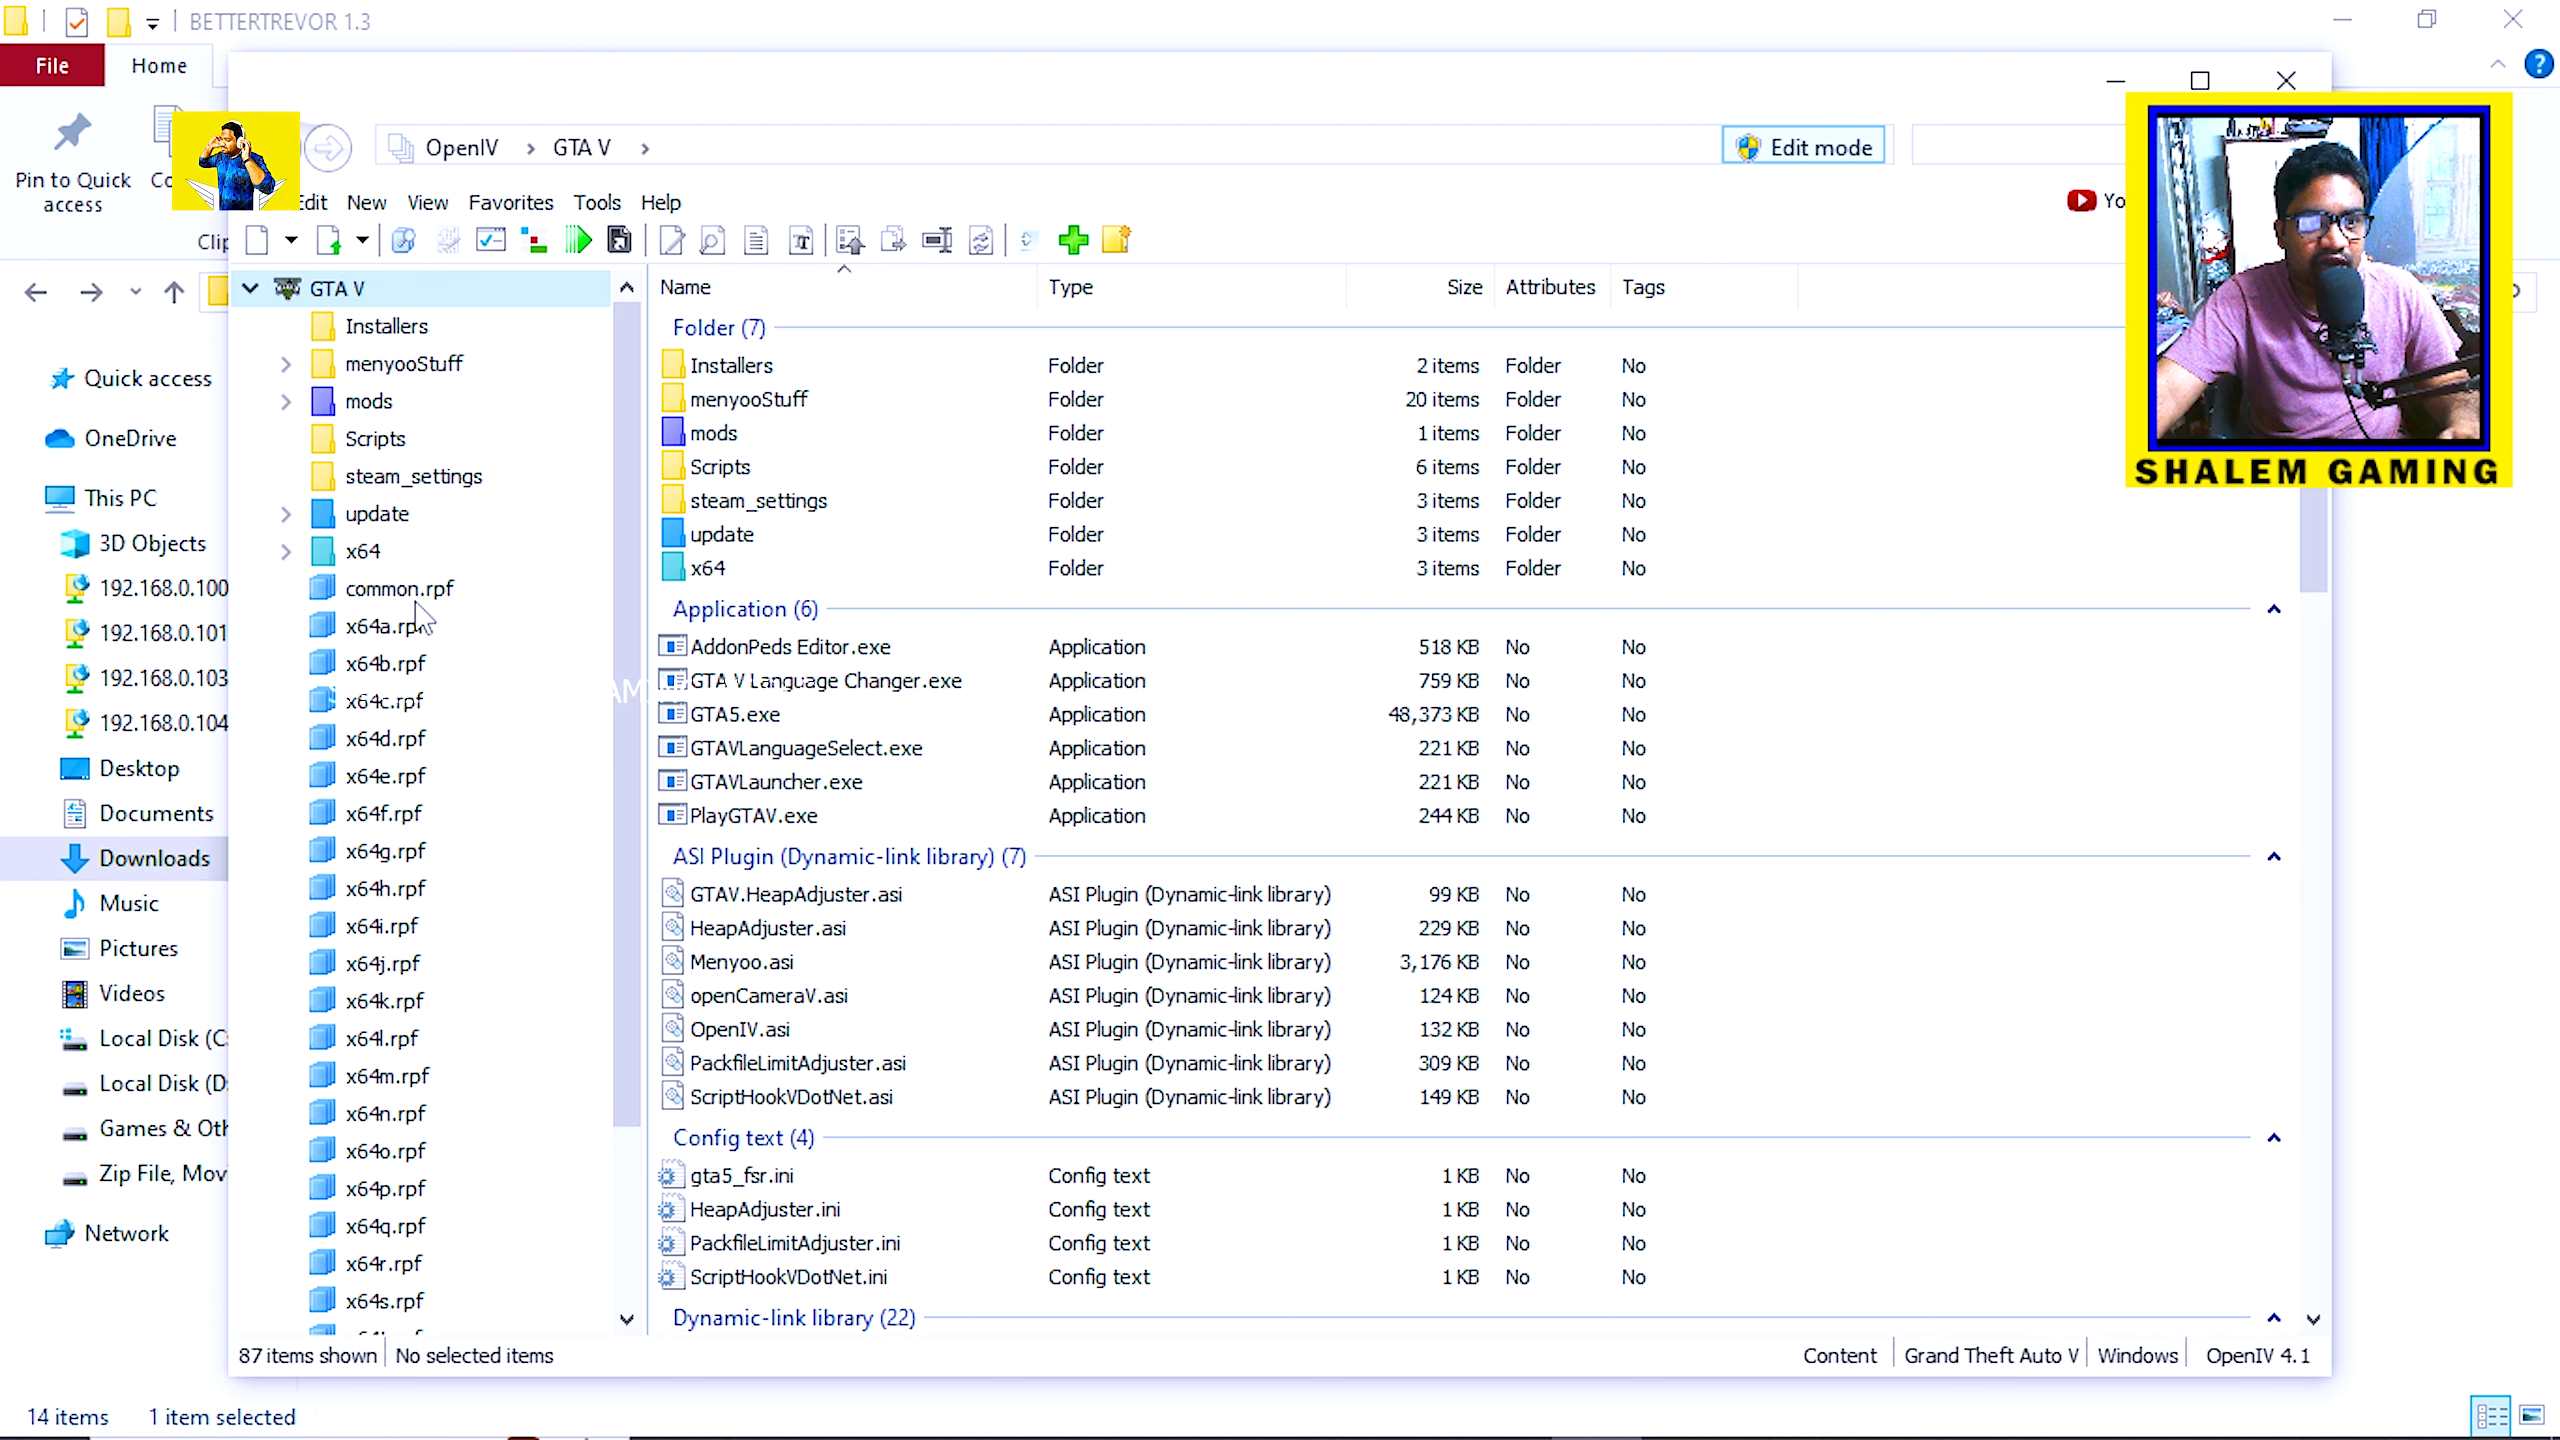 BETTERTREVOR 1.3
File
Home
Pin to Quick
access
OpenIV
GTA V
Edit mode
New
View
Favorites
Tools
Help
GTA V
Installers
menyooStuff
mods
Scripts
steam_settings
update
x64
common.rpf
x64b.rpf
x64c.rpf
x64d.rpf
x64e.rpf
x64f.rpf
x64g.rpf
x64h.rpf
x64i.rpf
x64j.rpf
x64k.rpf
x64l.rpf
x64m.rpf
x64n.rpf
x64o.rpf
x64p.rpf
x64q.rpf
x64r.rpf
x64s.rpf
Quick access
OneDrive
This PC
3D Objects
192.168.0.100
192.168.0.101
192.168.0.103
192.168.0.104
Desktop
Documents
Downloads
Music
Pictures
Videos
Local Disk (C:
Local Disk (D:
Games & Oth
Zip File, Mov
Network
Name Type Size Attributes Tags
Folder (7)
Installers Folder 2 items Folder No
menyooStuff Folder 20 items Folder No
mods Folder 1 items Folder No
Scripts Folder 6 items Folder No
steam_settings Folder 3 items Folder No
update Folder 3 items Folder No
x64 Folder 3 items Folder No
Application (6)
AddonPeds Editor.exe Application 518 KB No No
GTA V Language Changer.exe Application 759 KB No No
GTA5.exe Application 48,373 KB No No
GTAVLanguageSelect.exe Application 221 KB No No
GTAVLauncher.exe Application 221 KB No No
PlayGTAV.exe Application 244 KB No No
ASI Plugin (Dynamic-link library) (7)
GTAV.HeapAdjuster.asi ASI Plugin (Dynamic-link library) 99 KB No No
HeapAdjuster.asi ASI Plugin (Dynamic-link library) 229 KB No No
Menyoo.asi ASI Plugin (Dynamic-link library) 3,176 KB No No
openCameraV.asi ASI Plugin (Dynamic-link library) 124 KB No No
OpenIV.asi ASI Plugin (Dynamic-link library) 132 KB No No
PackfileLimitAdjuster.asi ASI Plugin (Dynamic-link library) 309 KB No No
ScriptHookVDotNet.asi ASI Plugin (Dynamic-link library) 149 KB No No
Config text (4)
gta5_fsr.ini Config text 1 KB No No
HeapAdjuster.ini Config text 1 KB No No
PackfileLimitAdjuster.ini Config text 1 KB No No
ScriptHookVDotNet.ini Config text 1 KB No No
Dynamic-link library (22)
87 items shown No selected items
Content Grand Theft Auto V Windows OpenIV 4.1
SHALEM GAMING
14 items 1 item selected